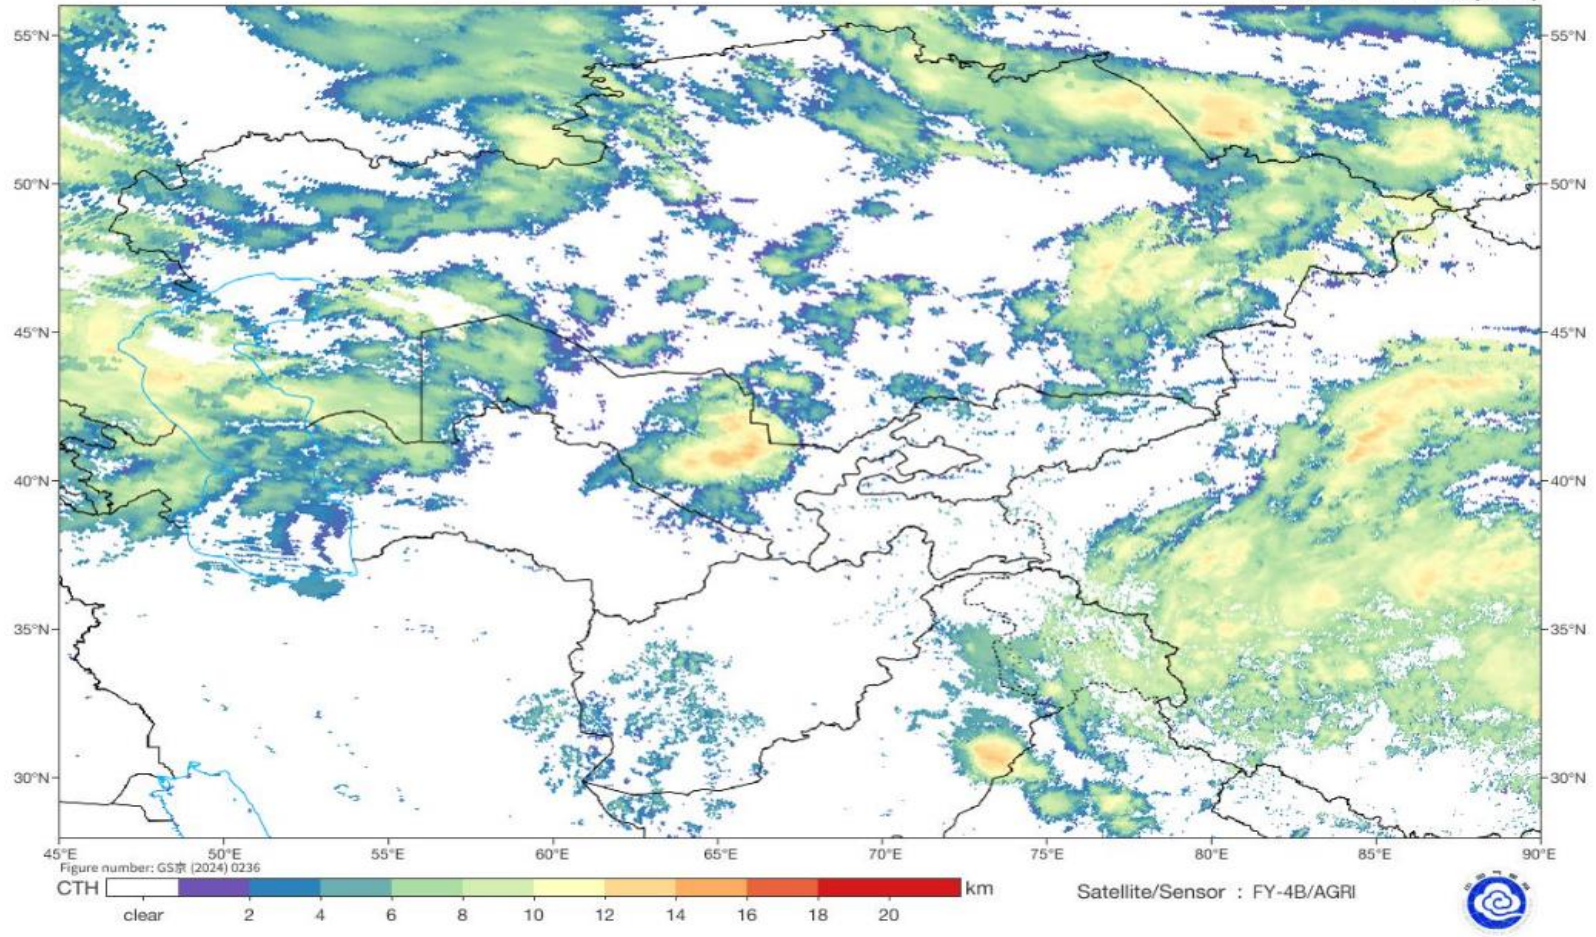 55°N 55°N
50°N 50°N
45°N 45°N
40°N 40°N
35°N 35°N
30°N 30°N
45°E 50°E 55°E 60°E 65°E 70°E 75°E 80°E 85°E 90°E
Figure number: GS京 (2024) 0236
CTH km Satellite/Sensor : FY-4B/AGRI
clear 2 4 6 8 10 12 14 16 18 20